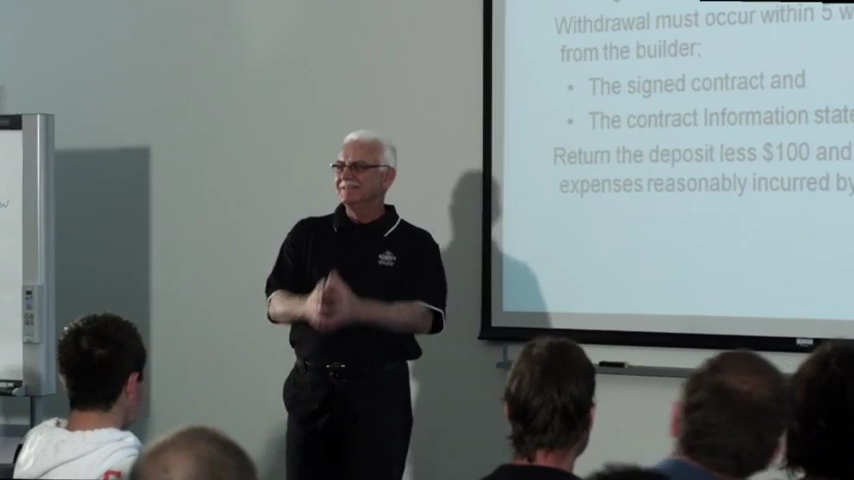 Withdrawal must occur within 5 w
from the builder;
• The signed contract and
• The contract Information state
Return the deposit less $100 and
expenses reasonably incurred by